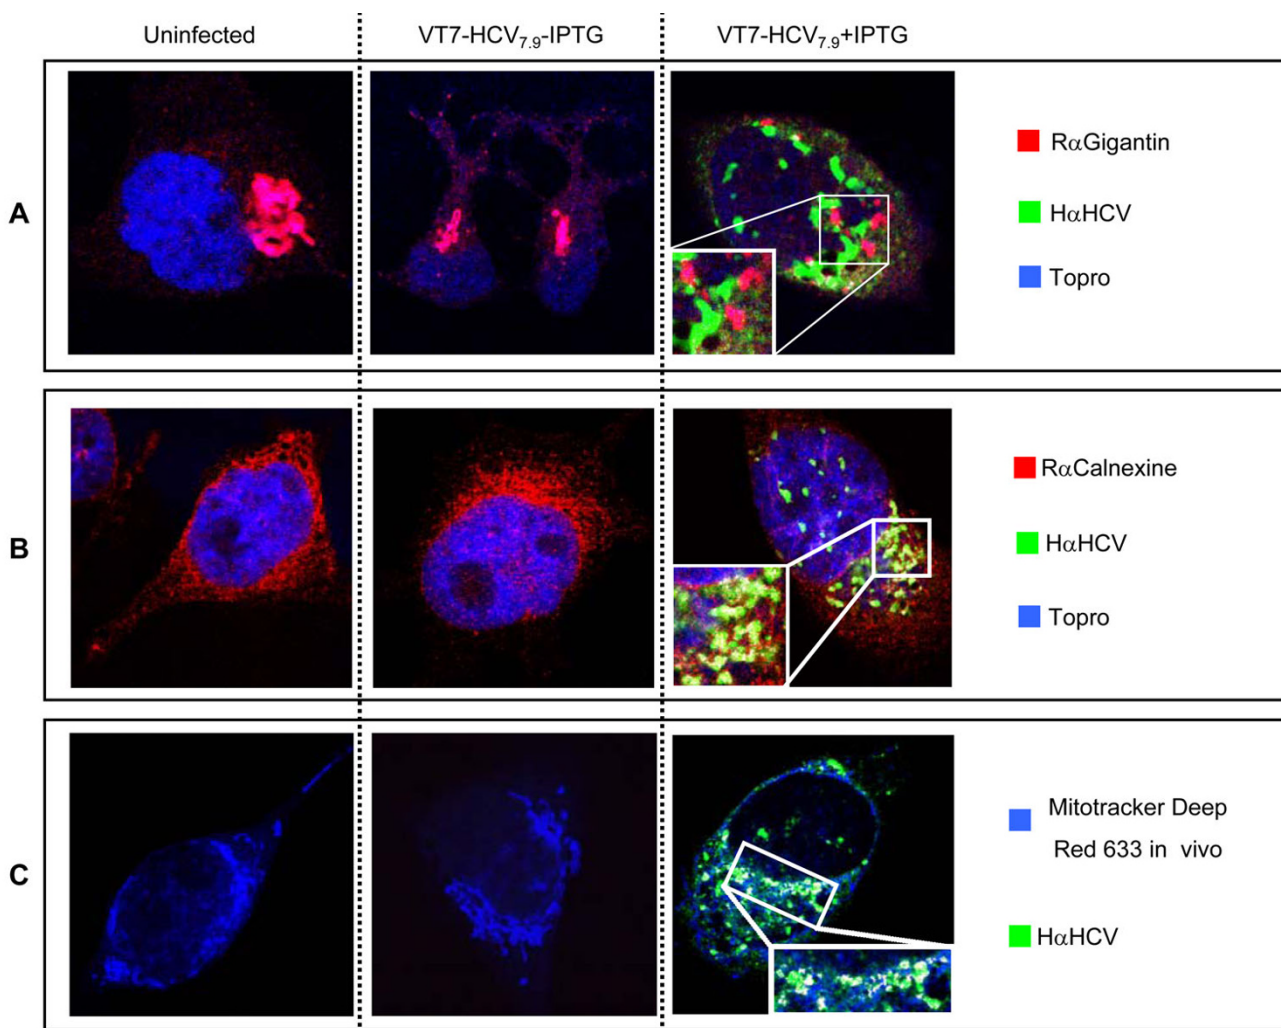 Uninfected
VT7-HCV7.9-IPTG
VT7-HCV7.9+IPTG
A
RαGigantin
HαHCV
Topro
B
RαCalnexine
HαHCV
Topro
C
Mitotracker Deep
Red 633 in vivo
HαHCV